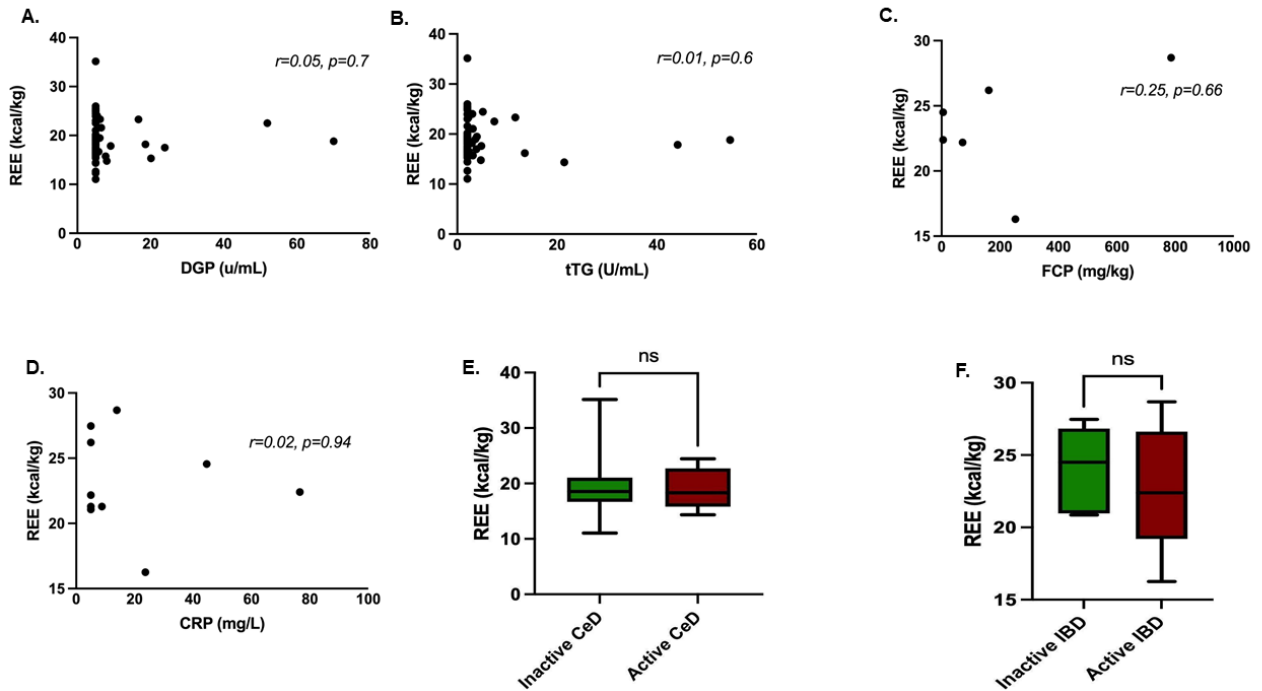 A.
40
30
20
10
0
REE (kcal/kg)
r=0.05, p=0.7
0 20 40 60 80
DGP (u/mL)
B.
40
30
20
10
0
REE (kcal/kg)
r=0.01, p=0.6
0 20 40 60
tTG (U/mL)
C.
30
25
20
15
REE (kcal/kg)
r=0.25, p=0.66
0 200 400 600 800 1000
FCP (mg/kg)
D.
30
25
20
15
REE (kcal/kg)
r=0.02, p=0.94
0 20 40 60 80 100
CRP (mg/L)
E.
ns
40
30
20
10
0
REE (kcal/kg)
Inactive CeD
Active CeD
F.
ns
30
25
20
15
REE (kcal/kg)
Inactive IBD
Active IBD